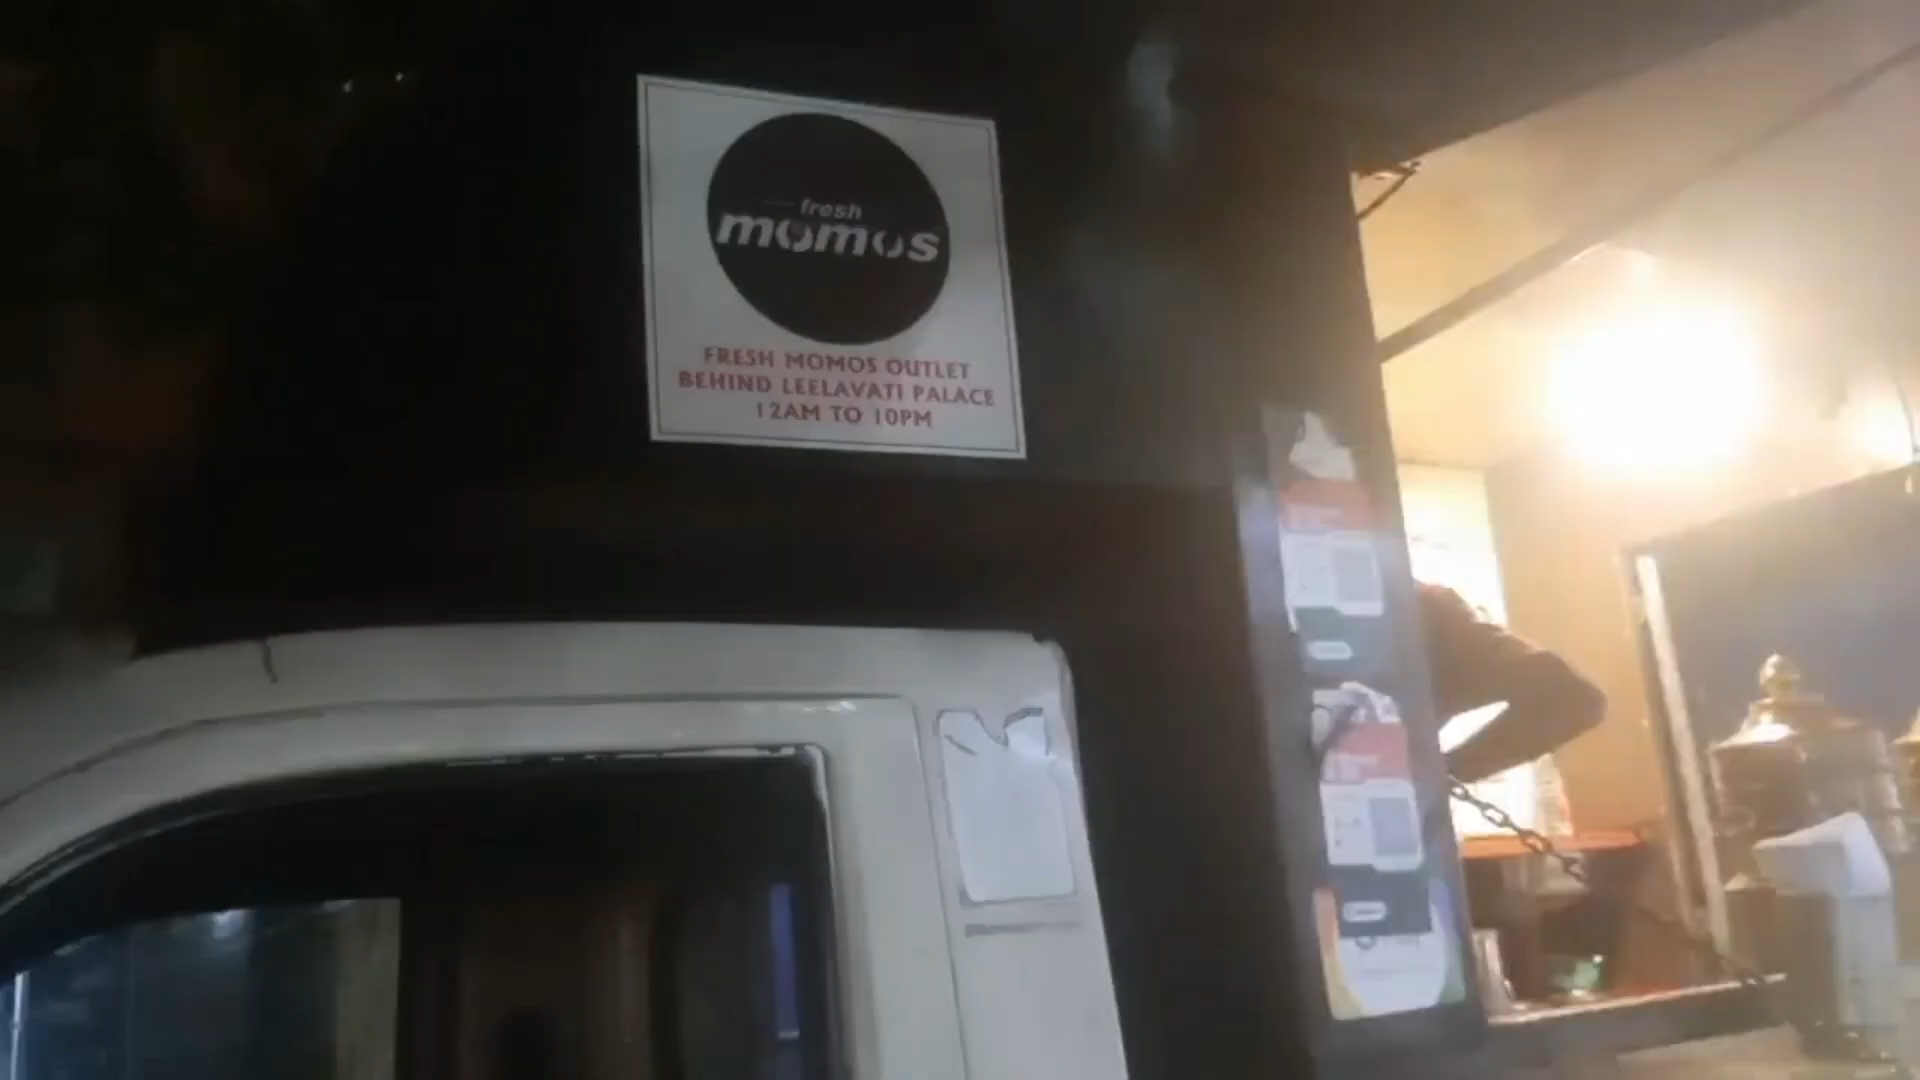 fresh
momos
FRESH MOMOS OUTLET
BEHIND LEELAVATI PALACE
12AM TO 10PM